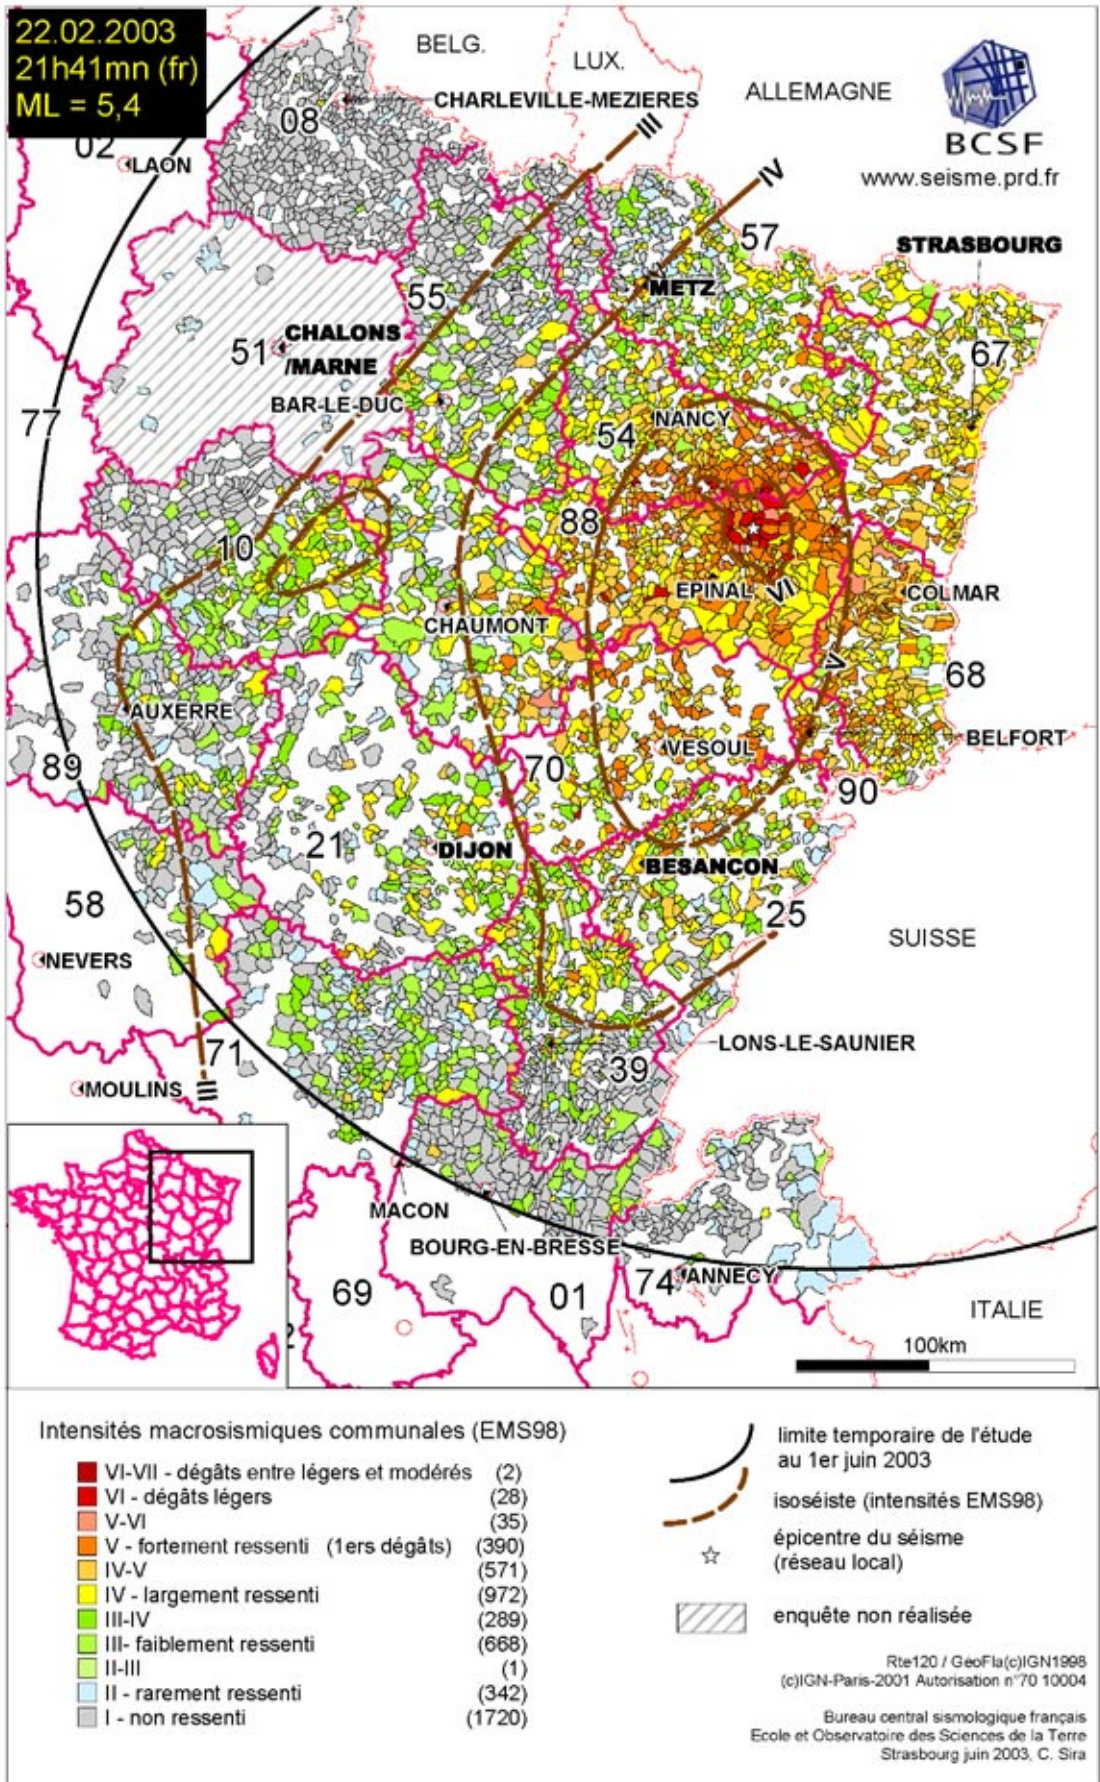 22.02.2003
21h41mn (fr)
ML = 5,4
BELG.
LUX.
ALLEMAGNE
BCSF
www.seisme.prd.fr
CHARLEVILLE-MEZIERES
08
02
LAON
III
IV
57
STRASBOURG
METZ
55
51
CHALONS
/MARNE
67
BAR-LE-DUC
77
NANCY
54
10
88
EPINAL
VI
COLMAR
CHAUMONT
V
68
AUXERRE
BELFORT
VESOUL
89
70
90
21
DIJON
BESANCON
58
25
SUISSE
NEVERS
LONS-LE-SAUNIER
71
39
MOULINS
III
MACON
BOURG-EN-BRESSE
69
01
74
ANNECY
ITALIE
2
100km
Intensités macrosismiques communales (EMS98)
VI-VII - dégâts entre légers et modérés (2)
VI - dégâts légers (28)
V-VI (35)
V - fortement ressenti (1ers dégâts) (390)
IV-V (571)
IV - largement ressenti (972)
III-IV (289)
III- faiblement ressenti (668)
II-III (1)
II - rarement ressenti (342)
I - non ressenti (1720)
limite temporaire de l'étude
au 1er juin 2003
isoséiste (intensités EMS98)
épicentre du séisme
(réseau local)
enquête non réalisée
Rte120 / GéoFla(c)IGN1998
(c)IGN-Paris-2001 Autorisation n°70 10004
Bureau central sismologique français
Ecole et Observatoire des Sciences de la Terre
Strasbourg juin 2003, C. Sira